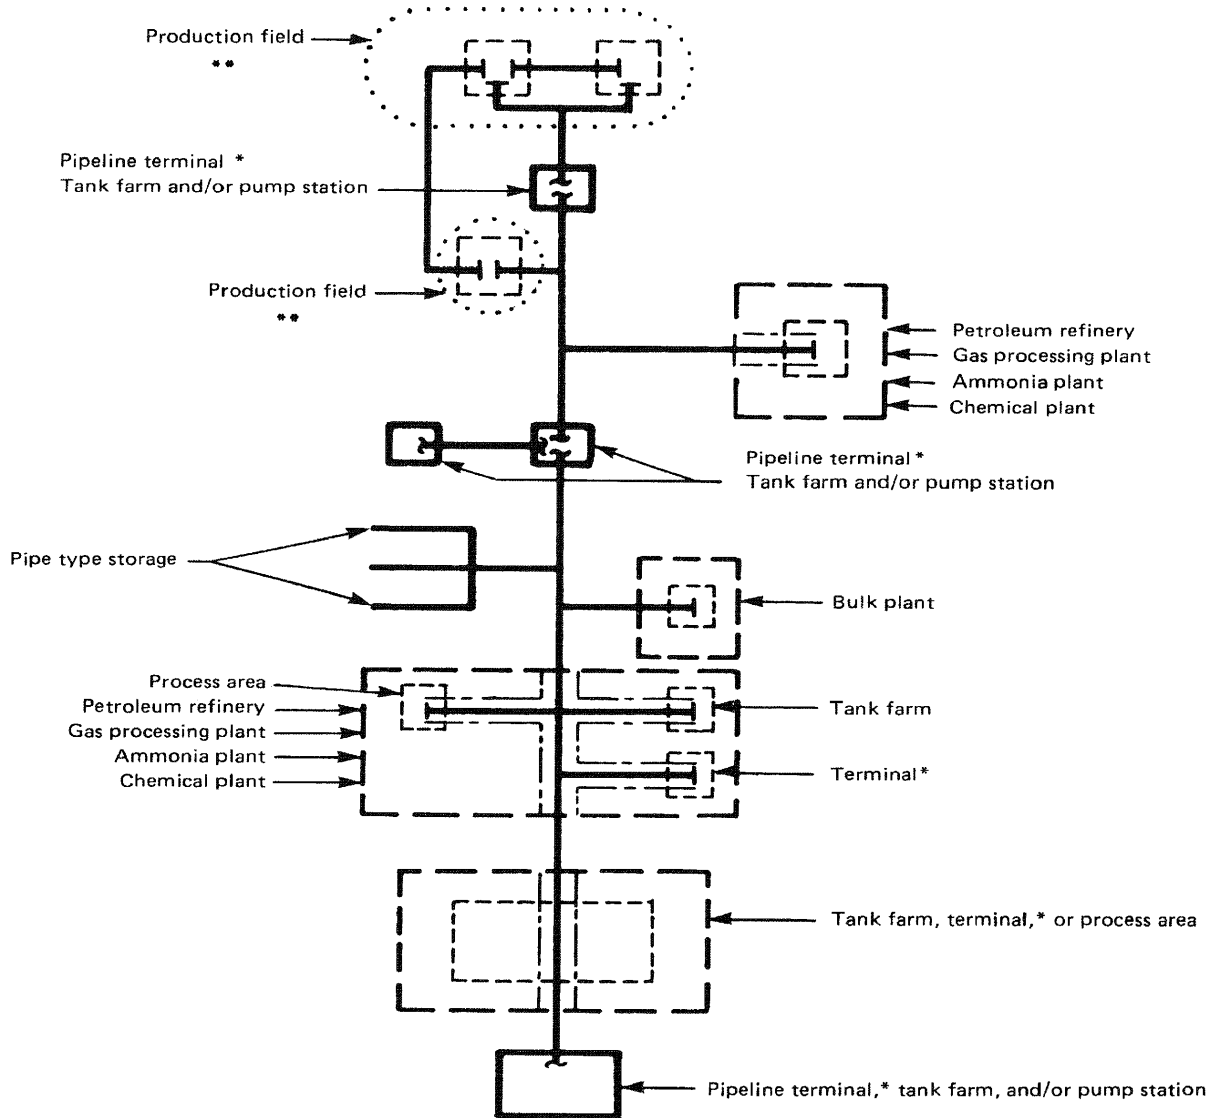 Production field
**
Pipeline terminal *
Tank farm and/or pump station
Production field
**
Petroleum refinery
Gas processing plant
Ammonia plant
Chemical plant
Pipeline terminal *
Tank farm and/or pump station
Pipe type storage
Bulk plant
Process area
Petroleum refinery
Gas processing plant
Ammonia plant
Chemical plant
Tank farm
Terminal*
Tank farm, terminal,* or process area
Pipeline terminal,* tank farm, and/or pump station